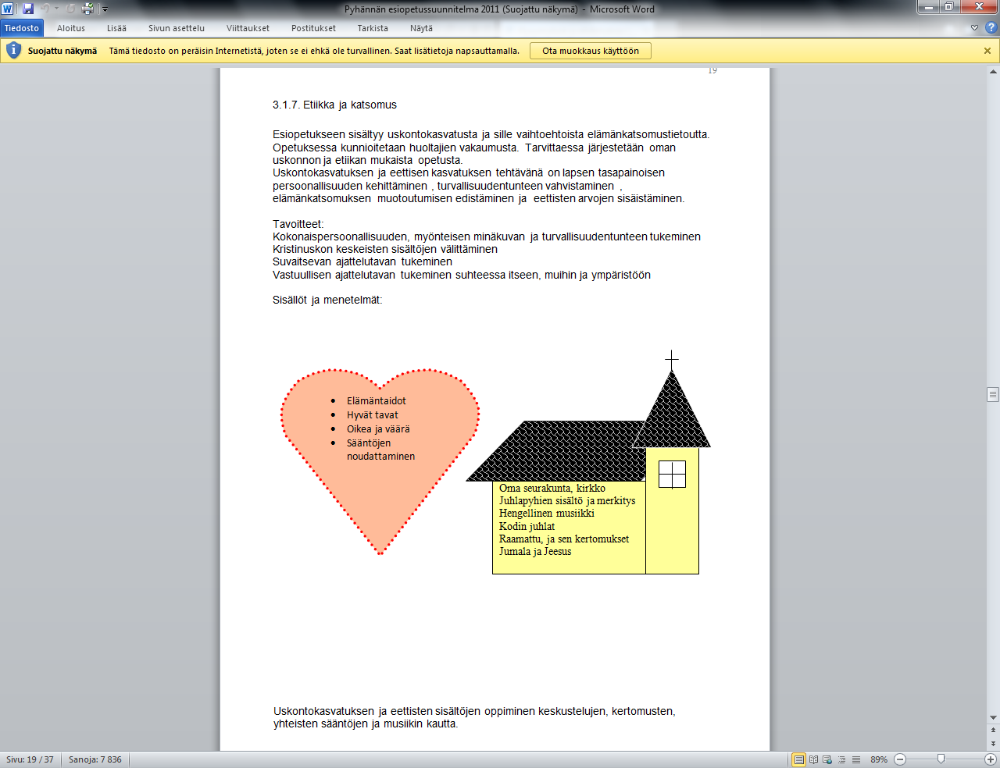 Pyhännän esiopetussuunnitelma 2011 (Suojattu näkymä) - Microsoft Word
Tiedosto Aloitus Lisää Sivun asettelu Viittaukset Postitukset Tarkista Näytä
Suojattu näkymä Tämä tiedosto on peräisin Internetistä, joten se ei ehkä ole turvallinen. Saat lisätietoja napsauttamalla. Ota muokkaus käyttöön
19
3.1.7. Etiikka ja katsomus
Esiopetukseen sisältyy uskontokasvatusta ja sille vaihtoehtoista elämänkatsomustietoutta.
Opetuksessa kunnioitetaan huoltajien vakaumusta. Tarvittaessa järjestetään oman
uskonnon ja etiikan mukaista opetusta.
Uskontokasvatuksen ja eettisen kasvatuksen tehtävänä on lapsen tasapainoisen
persoonallisuuden kehittäminen , turvallisuudentunteen vahvistaminen ,
elämänkatsomuksen muotoutumisen edistäminen ja eettisten arvojen sisäistäminen.
Tavoitteet:
Kokonaispersoonallisuuden, myönteisen minäkuvan ja turvallisuudentunteen tukeminen
Kristinuskon keskeisten sisältöjen välittäminen
Suvaitsevan ajattelutavan tukeminen
Vastuullisen ajattelutavan tukeminen suhteessa itseen, muihin ja ympäristöön
Sisällöt ja menetelmät:
• Elämäntaidot
• Hyvät tavat
• Oikea ja väärä
• Sääntöjen
noudattaminen
Oma seurakunta, kirkko
Juhlapyhien sisältö ja merkitys
Hengellinen musiikki
Kodin juhlat
Raamattu, ja sen kertomukset
Jumala ja Jeesus
Uskontokasvatuksen ja eettisten sisältöjen oppiminen keskustelujen, kertomusten,
yhteisten sääntöjen ja musiikin kautta.
Sivu: 19 / 37 Sanoja: 7 836 89%